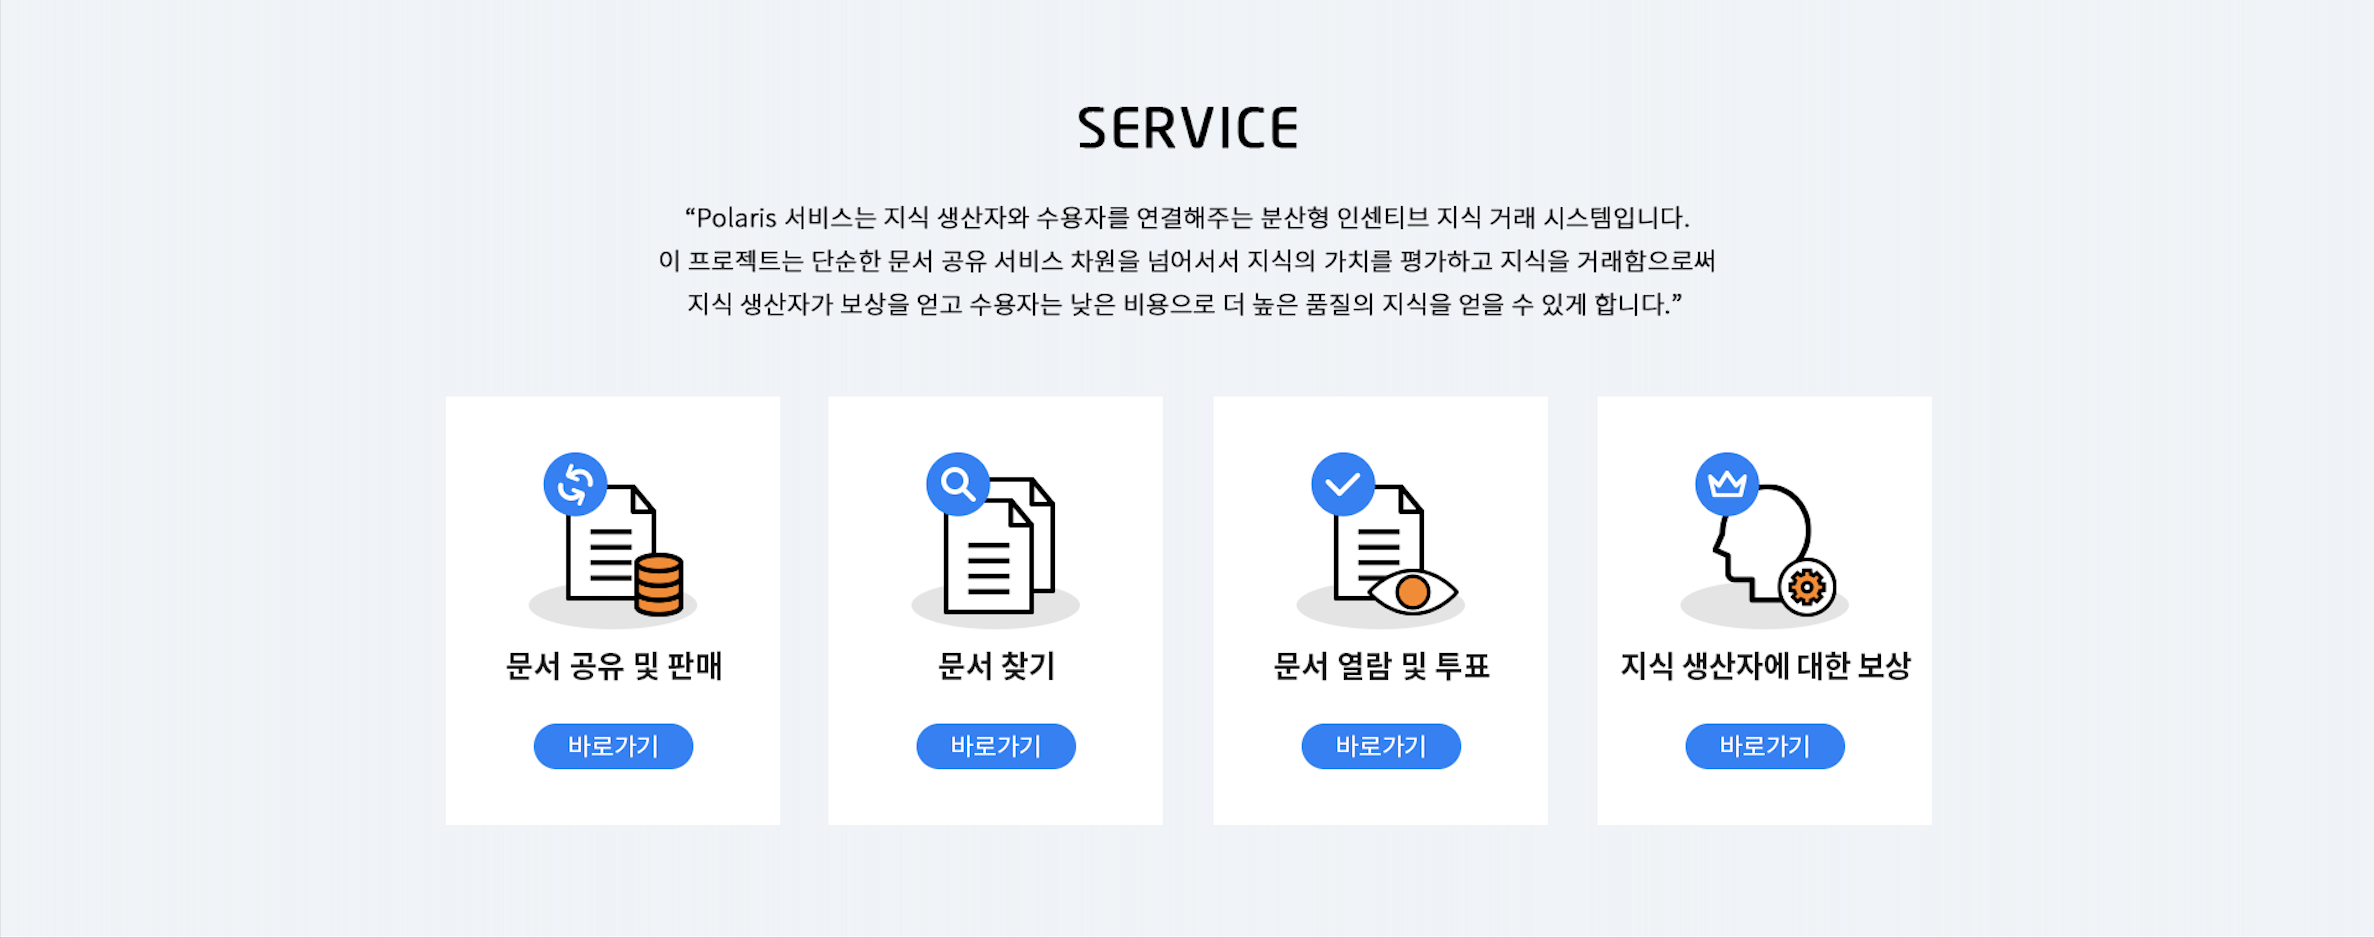 SERVICE
“Polaris 서비스는 지식 생산자와 수용자를 연결해주는 분산형 인센티브 지식 거래 시스템입니다.
이 프로젝트는 단순한 문서 공유 서비스 차원을 넘어서서 지식의 가치를 평가하고 지식을 거래함으로써
지식 생산자가 보상을 얻고 수용자는 낮은 비용으로 더 높은 품질의 지식을 얻을 수 있게 합니다.”
문서 공유 및 판매
바로가기
문서 찾기
바로가기
문서 열람 및 투표
바로가기
지식 생산자에 대한 보상
바로가기